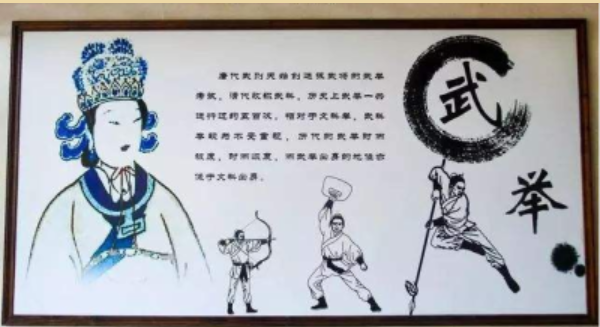 唐代武则天始创选拔武将的武举
考试，清代改称武科，历史上武举一共
进行过约五百次，相对于文科举，武科
举较为不受重视，历代的武举时而
被废，时而恢复，而武举出身的地位亦
低于文科出身。
武
举